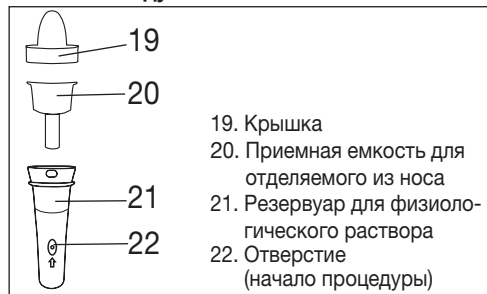 19
20
21
22
19. Крышка
20. Приемная емкость для
отделяемого из носа
21. Резервуар для физиоло-
гического раствора
22. Отверстие
(начало процедуры)